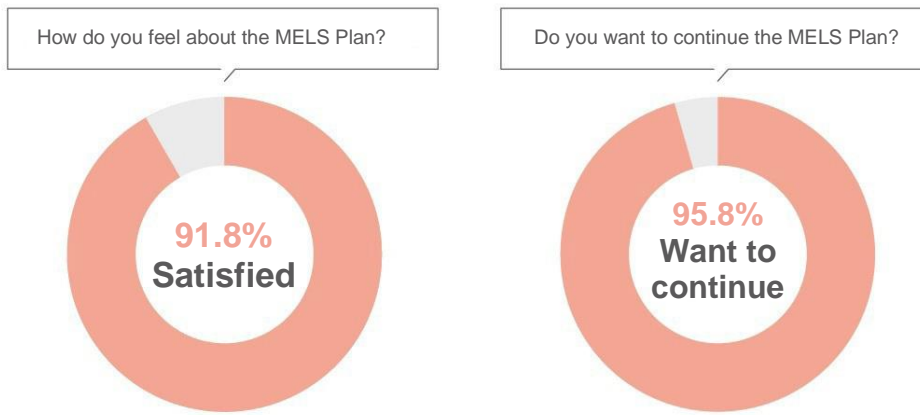 How do you feel about the MELS Plan?
91.8%
Satisfied
Do you want to continue the MELS Plan?
95.8%
Want to
continue